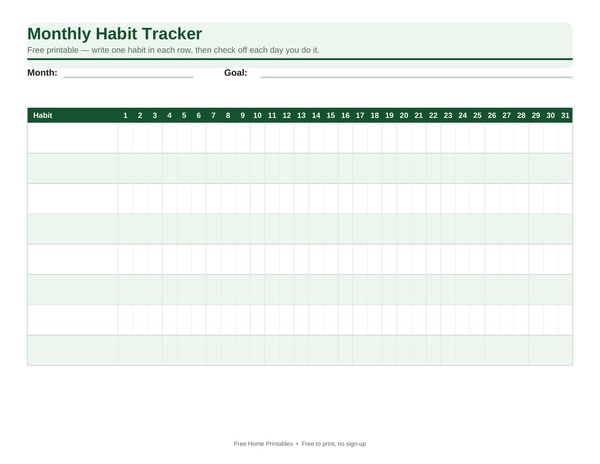 Monthly Habit Tracker
Free printable — write one habit in each row, then check off each day you do it.
Month: Goal:
Habit 1 2 3 4 5 6 7 8 9 10 11 12 13 14 15 16 17 18 19 20 21 22 23 24 25 26 27 28 29 30 31
Free Home Printables • Free to print, no sign-up